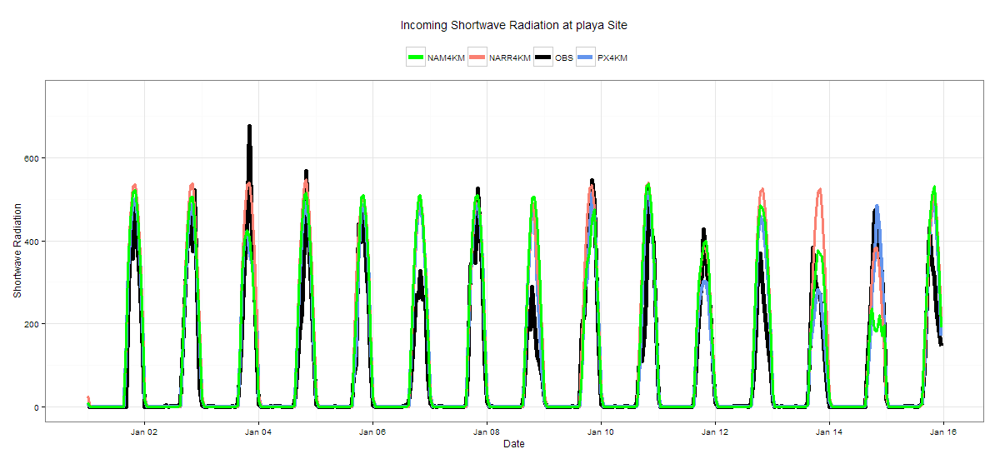 Incoming Shortwave Radiation at playa Site
NAM4KM NARR4KM OBS PX4KM
Shortwave Radiation
600
400
200
0
Jan 02 Jan 04 Jan 06 Jan 08 Jan 10 Jan 12 Jan 14 Jan 16
Date